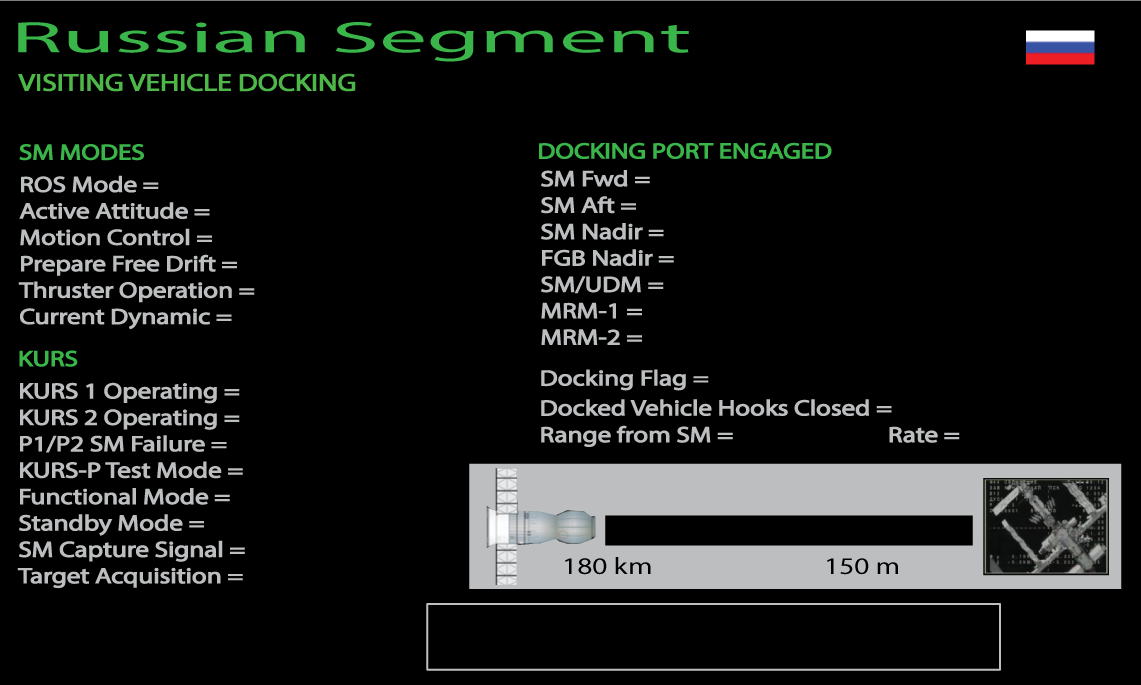 Russian Segment
VISITING VEHICLE DOCKING
SM MODES
ROS Mode =
Active Attitude =
Motion Control =
Prepare Free Drift =
Thruster Operation =
Current Dynamic =
KURS
KURS 1 Operating =
KURS 2 Operating =
P1/P2 SM Failure =
KURS-P Test Mode =
Functional Mode =
Standby Mode =
SM Capture Signal =
Target Acquisition =
DOCKING PORT ENGAGED
SM Fwd =
SM Aft =
SM Nadir =
FGB Nadir =
SM/UDM =
MRM-1 =
MRM-2 =
Docking Flag =
Docked Vehicle Hooks Closed =
Range from SM = Rate =
180 km 150 m